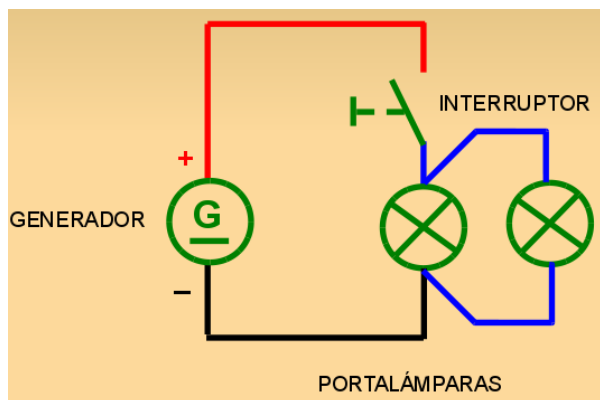 INTERRUPTOR
+
GENERADOR
G
−
PORTALÁMPARAS